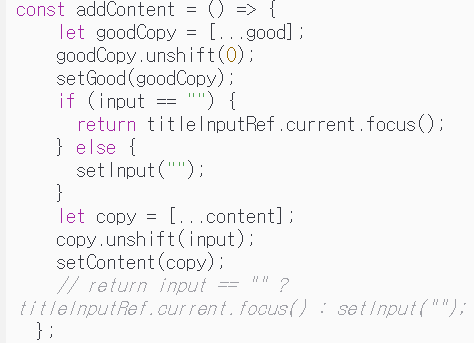 const addContent = () => {
let goodCopy = [...good];
goodCopy.unshift(0);
setGood(goodCopy);
if (input == "") {
return titleInputRef.current.focus();
} else {
setInput("");
}
let copy = [...content];
copy.unshift(input);
setContent(copy);
// return input == "" ?
titleInputRef.current.focus() : setInput("");
};